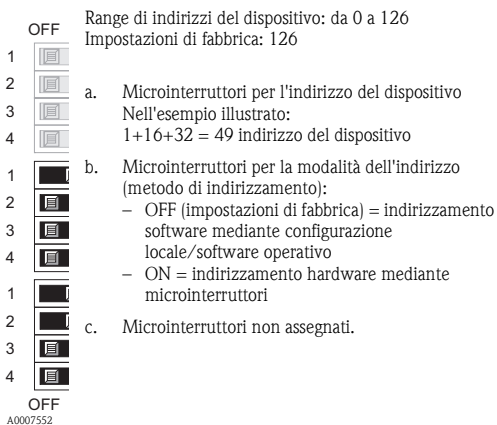 OFF
1
2
3
4
1
2
3
4
1
2
3
4
OFF
A0007552
Range di indirizzi del dispositivo: da 0 a 126
Impostazioni di fabbrica: 126
a. Microinterruttori per l'indirizzo del dispositivo
Nell'esempio illustrato:
1+16+32 = 49 indirizzo del dispositivo
b. Microinterruttori per la modalità dell'indirizzo
(metodo di indirizzamento):
– OFF (impostazioni di fabbrica) = indirizzamento
software mediante configurazione
locale/software operativo
– ON = indirizzamento hardware mediante
microinterruttori
c. Microinterruttori non assegnati.